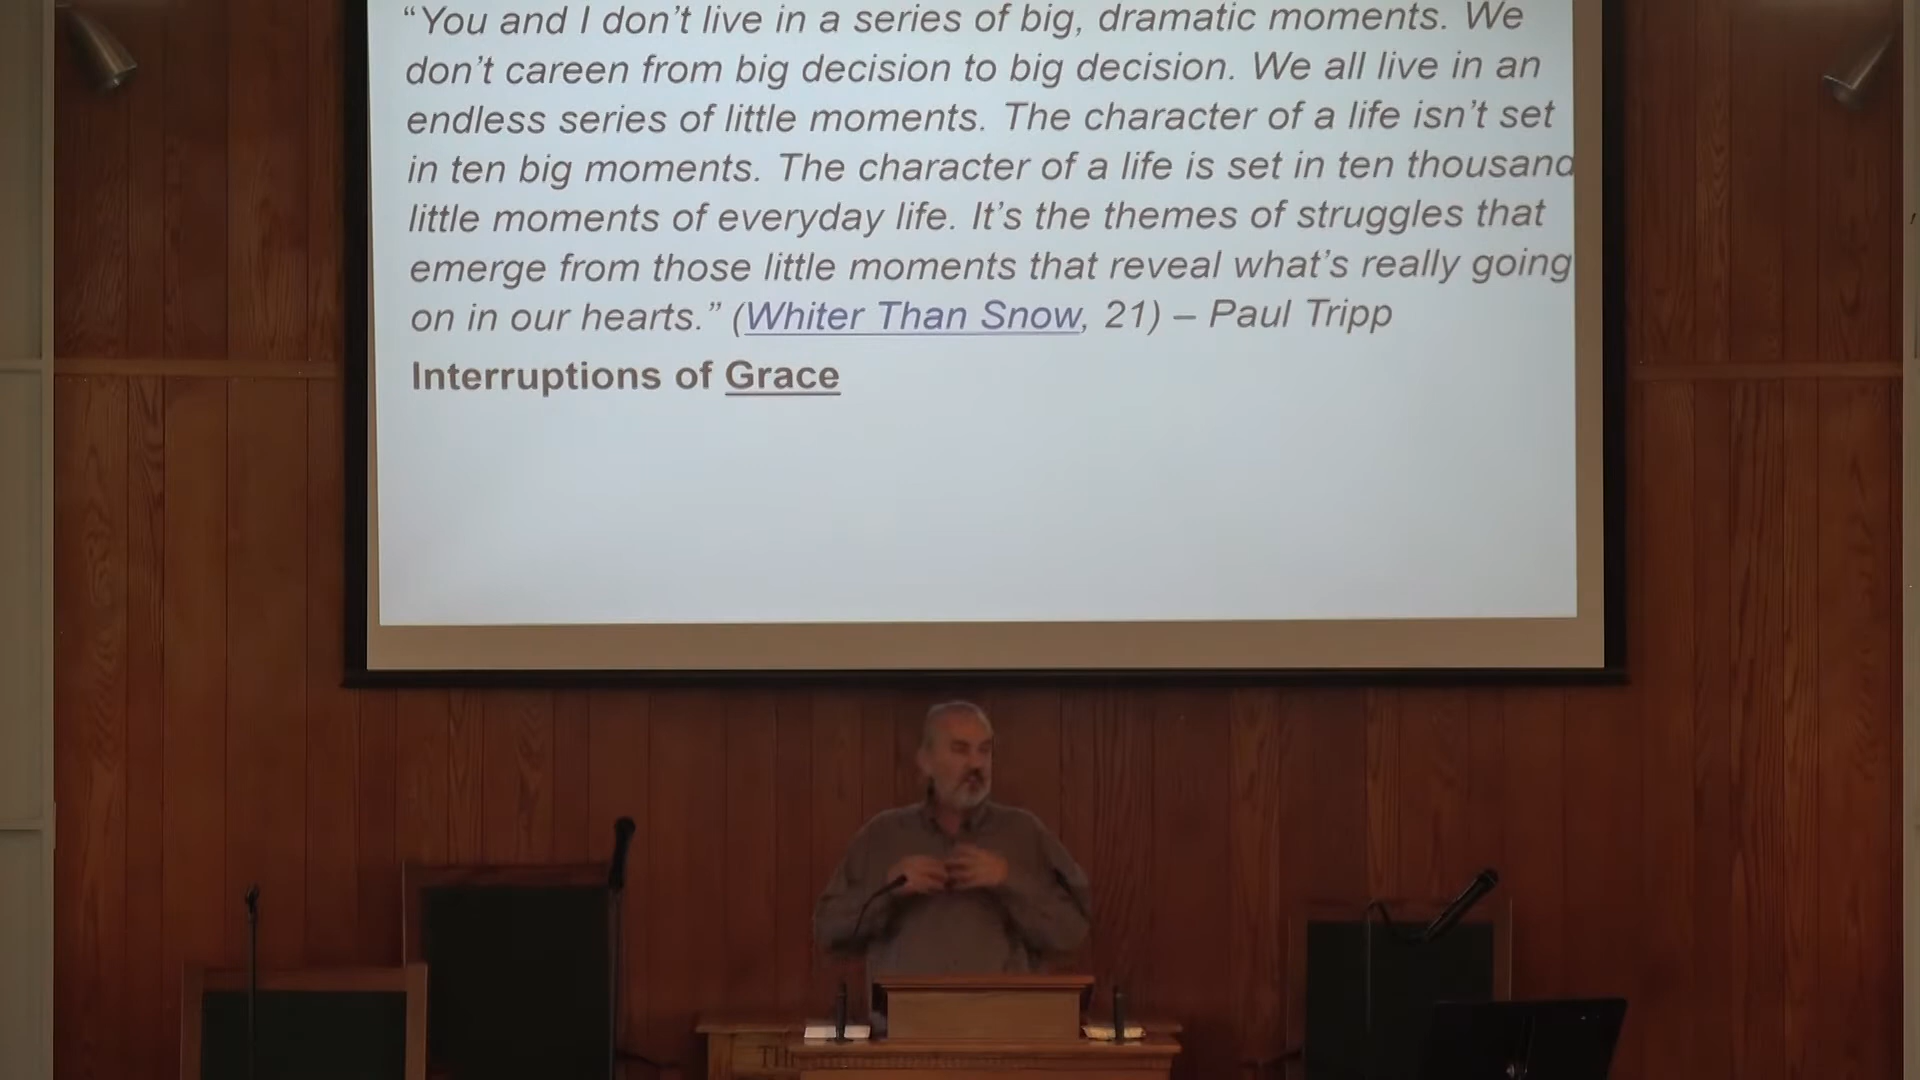 “You and I don’t live in a series of big, dramatic moments. We
don’t careen from big decision to big decision. We all live in an
endless series of little moments. The character of a life isn’t set
in ten big moments. The character of a life is set in ten thousand
little moments of everyday life. It’s the themes of struggles that
emerge from those little moments that reveal what’s really going
on in our hearts.” (Whiter Than Snow, 21) – Paul Tripp
Interruptions of Grace